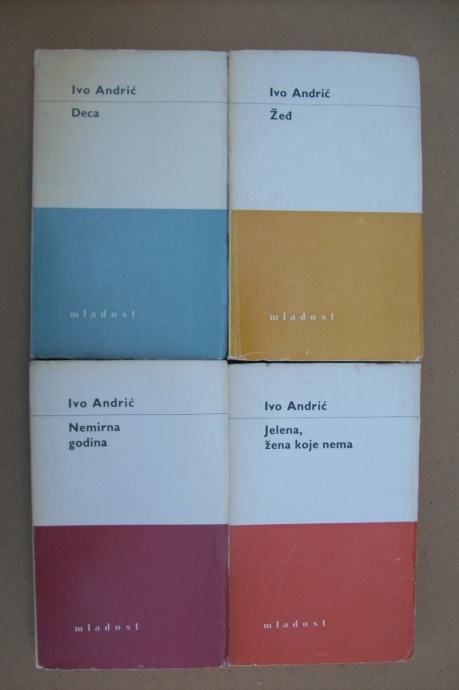 Ivo Andrić
Deca
mladost
Ivo Andrić
Žeđ
mladost
Ivo Andrić
Nemirna
godina
mladost
Ivo Andrić
Jelena,
žena koje nema
mladost